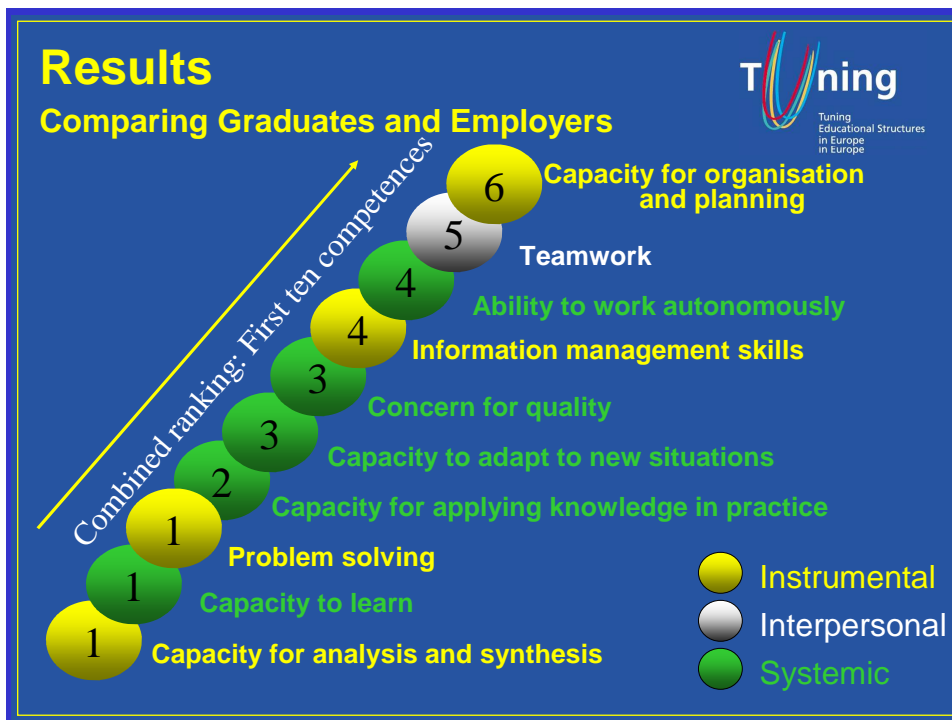 Results
Comparing Graduates and Employers
Tuning
Tuning
Educational Structures
in Europe
in Europe
Combined ranking: First ten competences
6
Capacity for organisation
and planning
5
Teamwork
4
Ability to work autonomously
4
Information management skills
3
Concern for quality
3
Capacity to adapt to new situations
2
Capacity for applying knowledge in practice
1
Problem solving
1
Capacity to learn
1
Capacity for analysis and synthesis
Instrumental
Interpersonal
Systemic